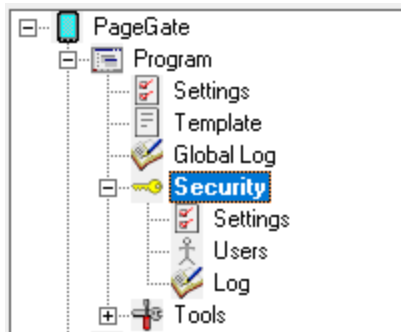 PageGate
Program
Settings
Template
Global Log
Security
Settings
Users
Log
Tools